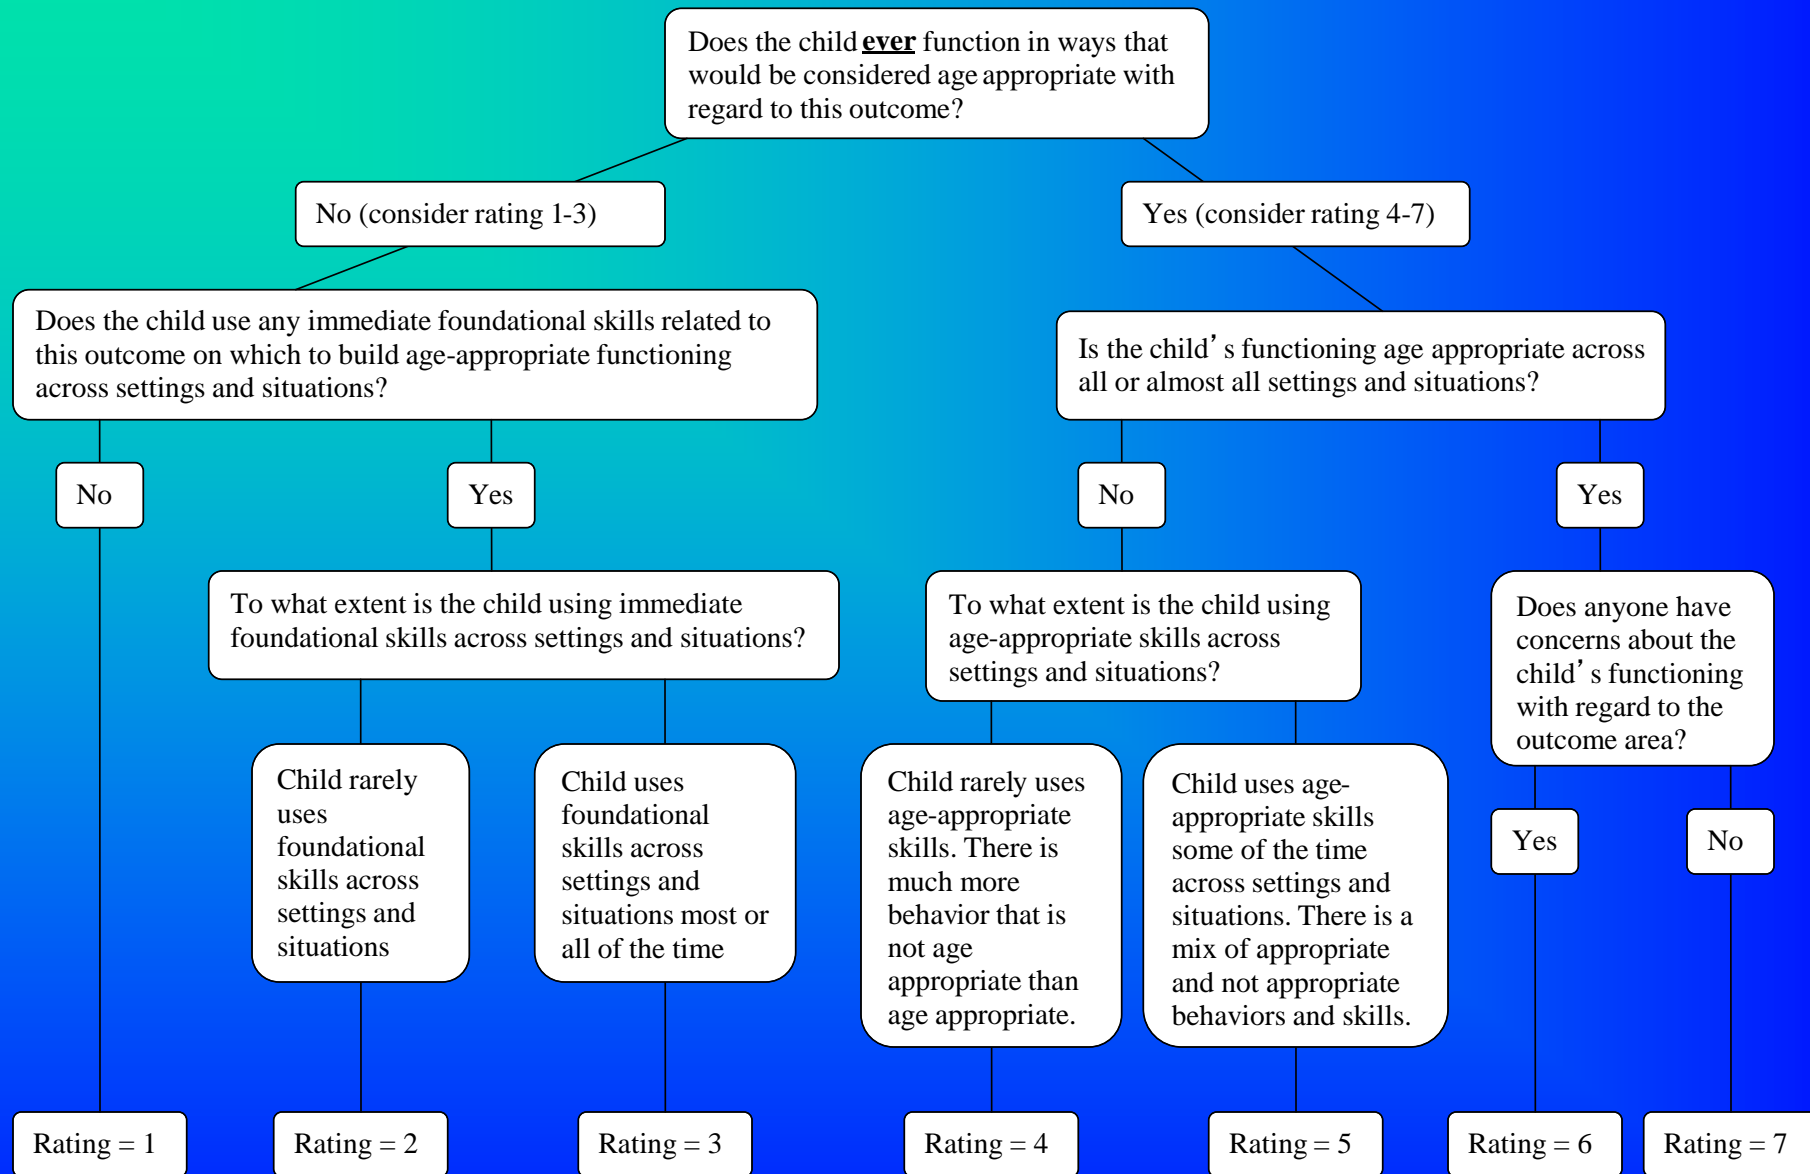 Does the child ever function in ways that
would be considered age appropriate with
regard to this outcome?
No (consider rating 1-3)
Yes (consider rating 4-7)
Does the child use any immediate foundational skills related to
this outcome on which to build age-appropriate functioning
across settings and situations?
Is the child’s functioning age appropriate across
all or almost all settings and situations?
No
Yes
No
Yes
To what extent is the child using immediate
foundational skills across settings and situations?
To what extent is the child using
age-appropriate skills across
settings and situations?
Does anyone have
concerns about the
child’s functioning
with regard to the
outcome area?
Child rarely
uses
foundational
skills across
settings and
situations
Child uses
foundational
skills across
settings and
situations most or
all of the time
Child rarely uses
age-appropriate
skills. There is
much more
behavior that is
not age
appropriate than
age appropriate.
Child uses age-
appropriate skills
some of the time
across settings and
situations. There is a
mix of appropriate
and not appropriate
behaviors and skills.
Yes
No
Rating = 1
Rating = 2
Rating = 3
Rating = 4
Rating = 5
Rating = 6
Rating = 7